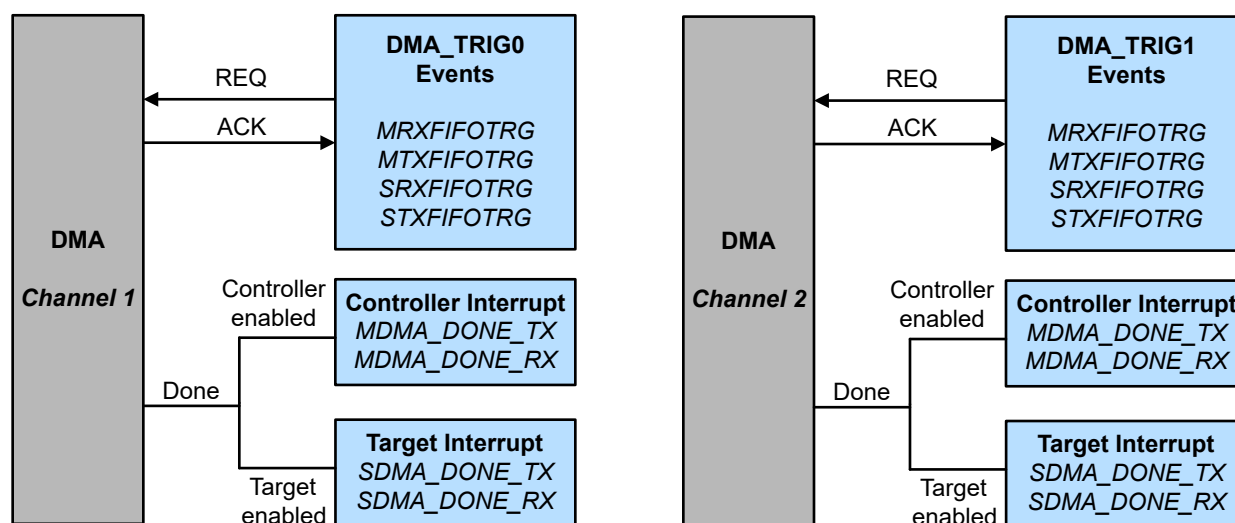 DMA_TRIG0
Events
REQ
ACK
MRXFIFOTRG
MTXFIFOTRG
SRXFIFOTRG
STXFIFOTRG
DMA
Channel 1
Controller
enabled
Controller Interrupt
MDMA_DONE_TX
MDMA_DONE_RX
Done
Target Interrupt
SDMA_DONE_TX
SDMA_DONE_RX
Target
enabled
DMA_TRIG1
Events
REQ
ACK
MRXFIFOTRG
MTXFIFOTRG
SRXFIFOTRG
STXFIFOTRG
DMA
Channel 2
Controller
enabled
Controller Interrupt
MDMA_DONE_TX
MDMA_DONE_RX
Done
Target Interrupt
SDMA_DONE_TX
SDMA_DONE_RX
Target
enabled